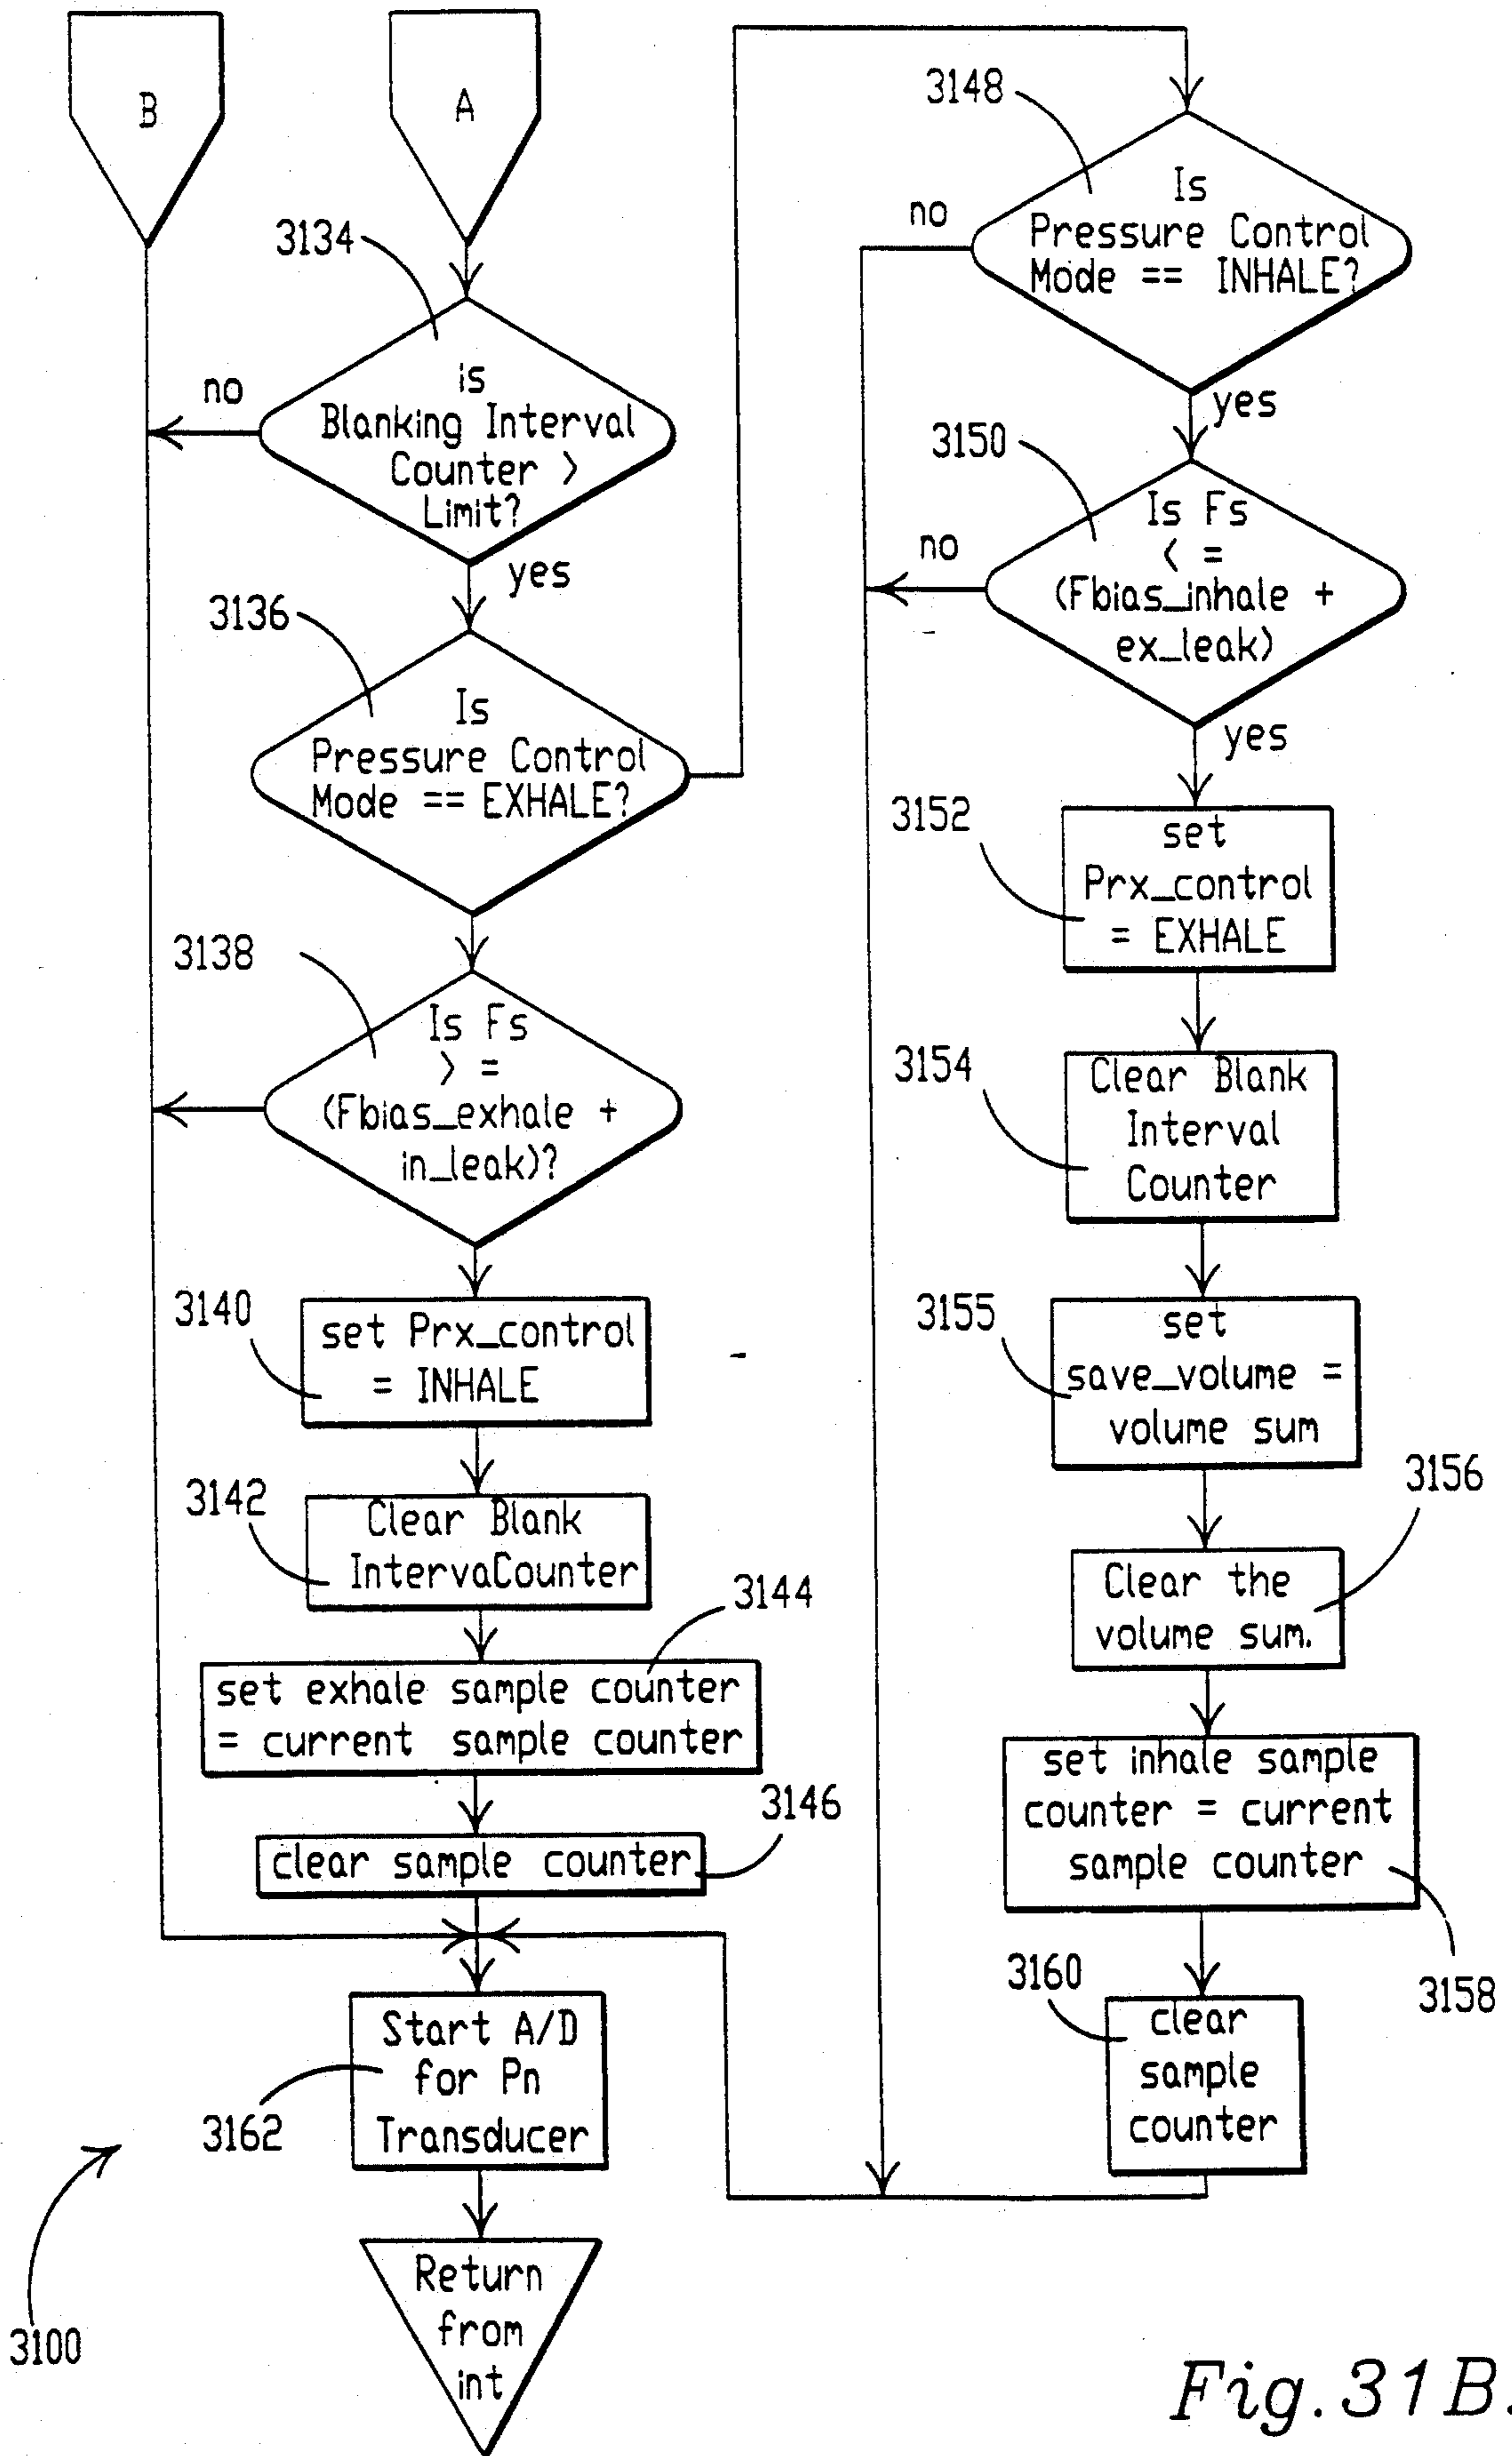 B
A
3134
is
Blanking Interval
Counter >
Limit?
no
yes
3136
Is
Pressure Control
Mode == EXHALE?
3138
Is Fs
> =
(Fbias_exhale +
in_leak)?
3140
set Prx_control
= INHALE
3142
Clear Blank
IntervaCounter
3144
set exhale sample counter
= current sample counter
3146
clear sample counter
3162
Start A/D
for Pn
Transducer
Return
from
int
3100
3148
Is
Pressure Control
Mode == INHALE?
no
yes
3150
Is Fs
< =
(Fbias_inhale +
ex_leak)
no
yes
3152
set
Prx_control
= EXHALE
3154
Clear Blank
Interval
Counter
3155
set
save_volume =
volume sum
3156
Clear the
volume sum.
set inhale sample
counter = current
sample counter
3158
3160
clear
sample
counter
Fig. 31B.